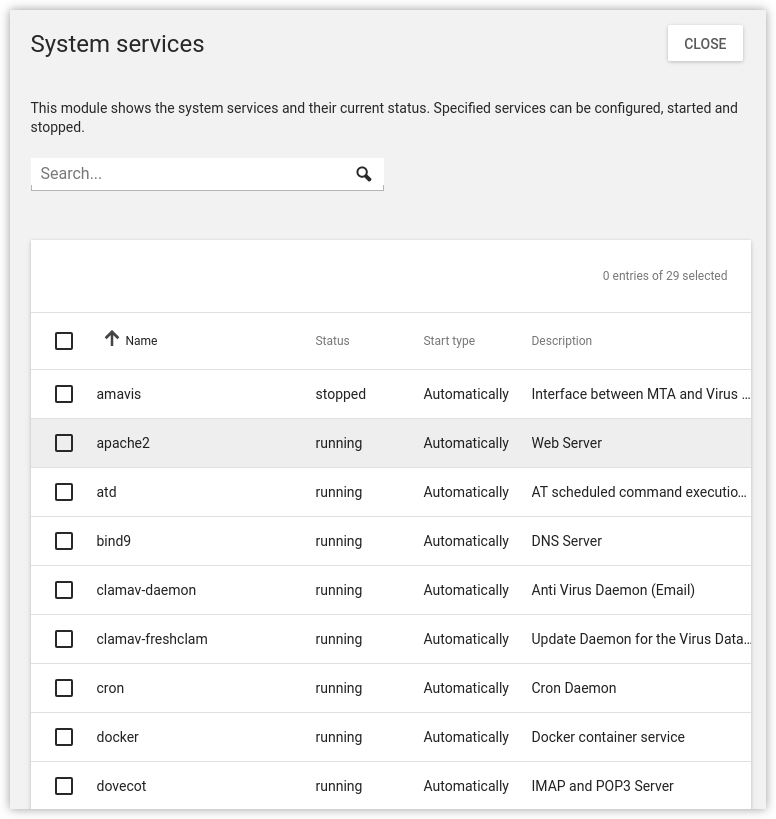 System services
CLOSE
This module shows the system services and their current status. Specified services can be configured, started and
stopped.
Search...
0 entries of 29 selected
Name Status Start type Description
amavis stopped Automatically Interface between MTA and Virus ...
apache2 running Automatically Web Server
atd running Automatically AT scheduled command executio...
bind9 running Automatically DNS Server
clamav-daemon running Automatically Anti Virus Daemon (Email)
clamav-freshclam running Automatically Update Daemon for the Virus Data...
cron running Automatically Cron Daemon
docker running Automatically Docker container service
dovecot running Automatically IMAP and POP3 Server